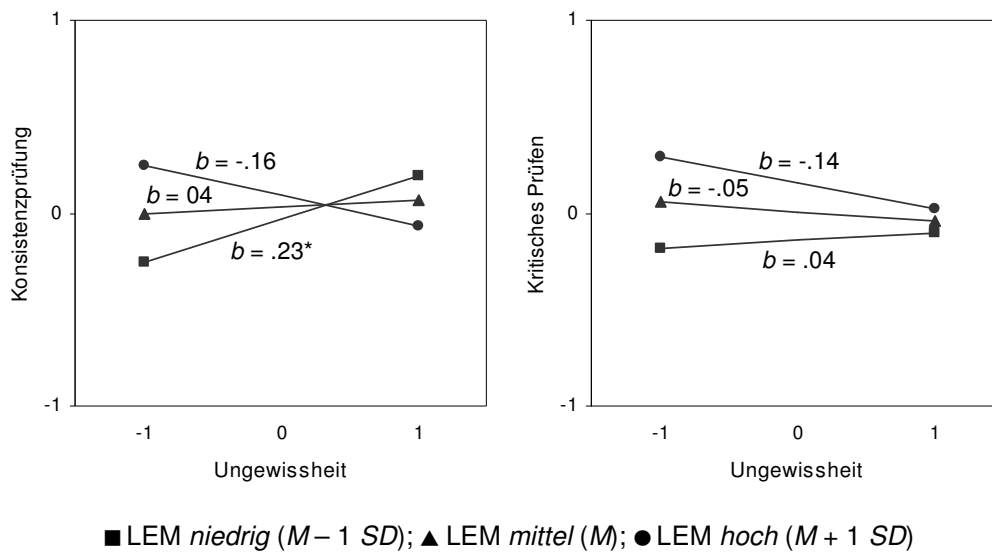 1
0
-1
Konsistenzprüfung
b = -.16
b = 04
b = .23*
-1
0
1
Ungewissheit
1
0
-1
Kritisches Prüfen
b = -.14
b = -.05
b = .04
-1
0
1
Ungewissheit
■ LEM niedrig (M – 1 SD); ▲ LEM mittel (M); ● LEM hoch (M + 1 SD)